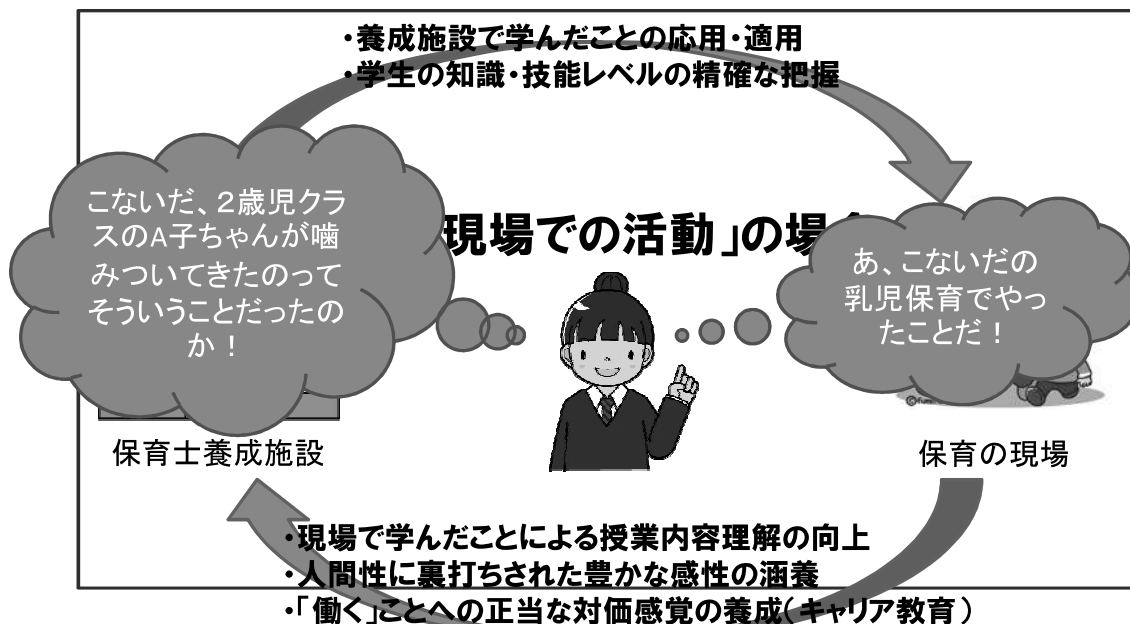 ・養成施設で学んだことの応用・適用
・学生の知識・技能レベルの精確な把握
こないだ、２歳児クラ
スのA子ちゃんが噛
みついてきたのって
そういうことだったの
か！
現場での活動」の場
あ、こないだの
乳児保育でやっ
たことだ！
保育士養成施設
保育の現場
・現場で学んだことによる授業内容理解の向上
・人間性に裏打ちされた豊かな感性の涵養
・「働く」ことへの正当な対価感覚の養成（キャリア教育）